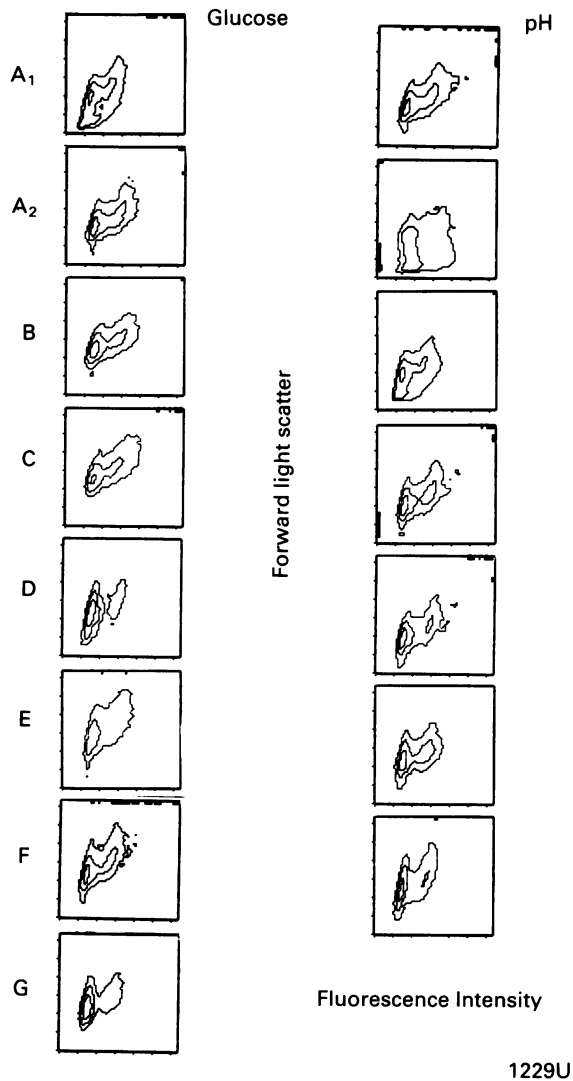 Glucose
pH
A1
A2
B
C
D
E
F
G
Forward light scatter
Fluorescence Intensity
1229U